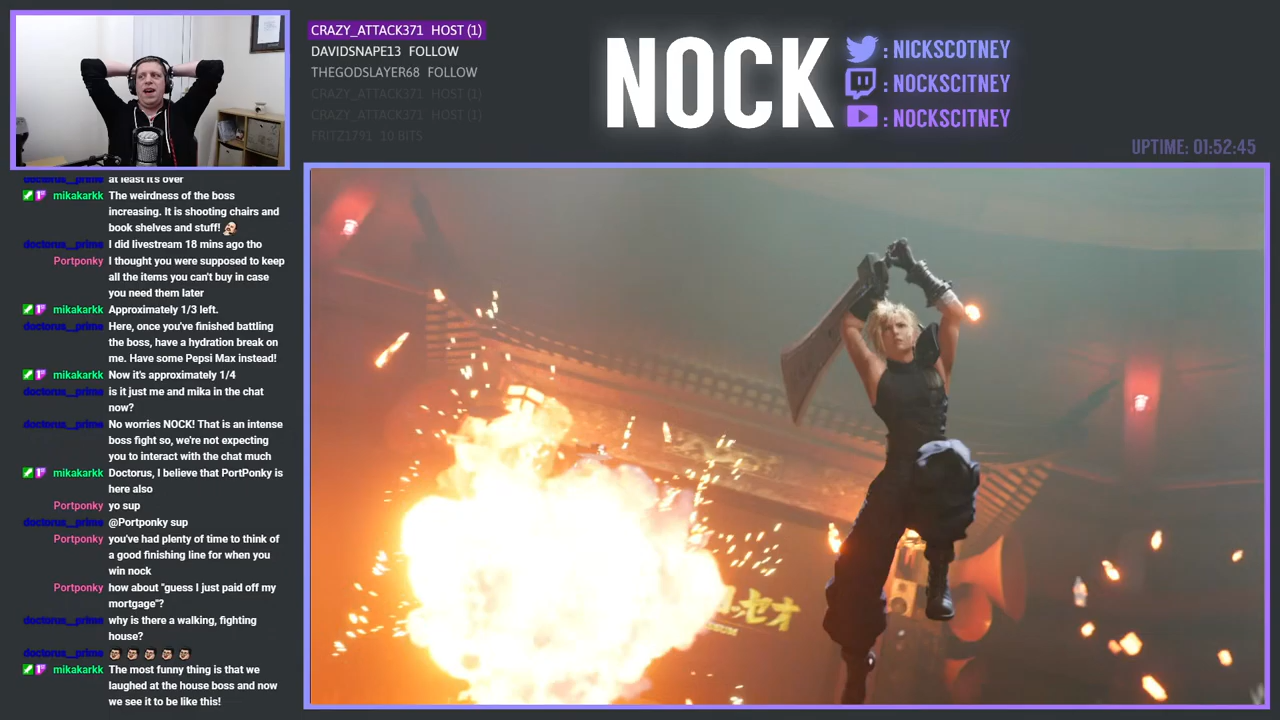 CRAZY_ATTACK371 HOST (1)
DAVIDSNAPE13 FOLLOW
THEGODSLAYER68 FOLLOW
CRAZY_ATTACK371 HOST (1)
CRAZY_ATTACK371 HOST (1)
FRITZ1791 10 BITS
NOCK
: NICKSCOTNEY
: NOCKSCITNEY
: NOCKSCITNEY
UPTIME: 01:52:45
doctorus__prime at least it's over
mikakarkk The weirdness of the boss
increasing. It is shooting chairs and
book shelves and stuff!
doctorus__prime I did livestream 18 mins ago tho
Portponky I thought you were supposed to keep
all the items you can't buy in case
you need them later
mikakarkk Approximately 1/3 left.
doctorus__prime Here, once you've finished battling
the boss, have a hydration break on
me. Have some Pepsi Max instead!
mikakarkk Now it's approximately 1/4
doctorus__prime is it just me and mika in the chat
now?
doctorus__prime No worries NOCK! That is an intense
boss fight so, we're not expecting
you to interact with the chat much
mikakarkk Doctorus, I believe that PortPonky is
here also
Portponky yo sup
doctorus__prime @Portponky sup
Portponky you've had plenty of time to think of
a good finishing line for when you
win nock
Portponky how about "guess I just paid off my
mortgage"?
doctorus__prime why is there a walking, fighting
house?
doctorus__prime
mikakarkk The most funny thing is that we
laughed at the house boss and now
we see it to be like this!
ロッセオ